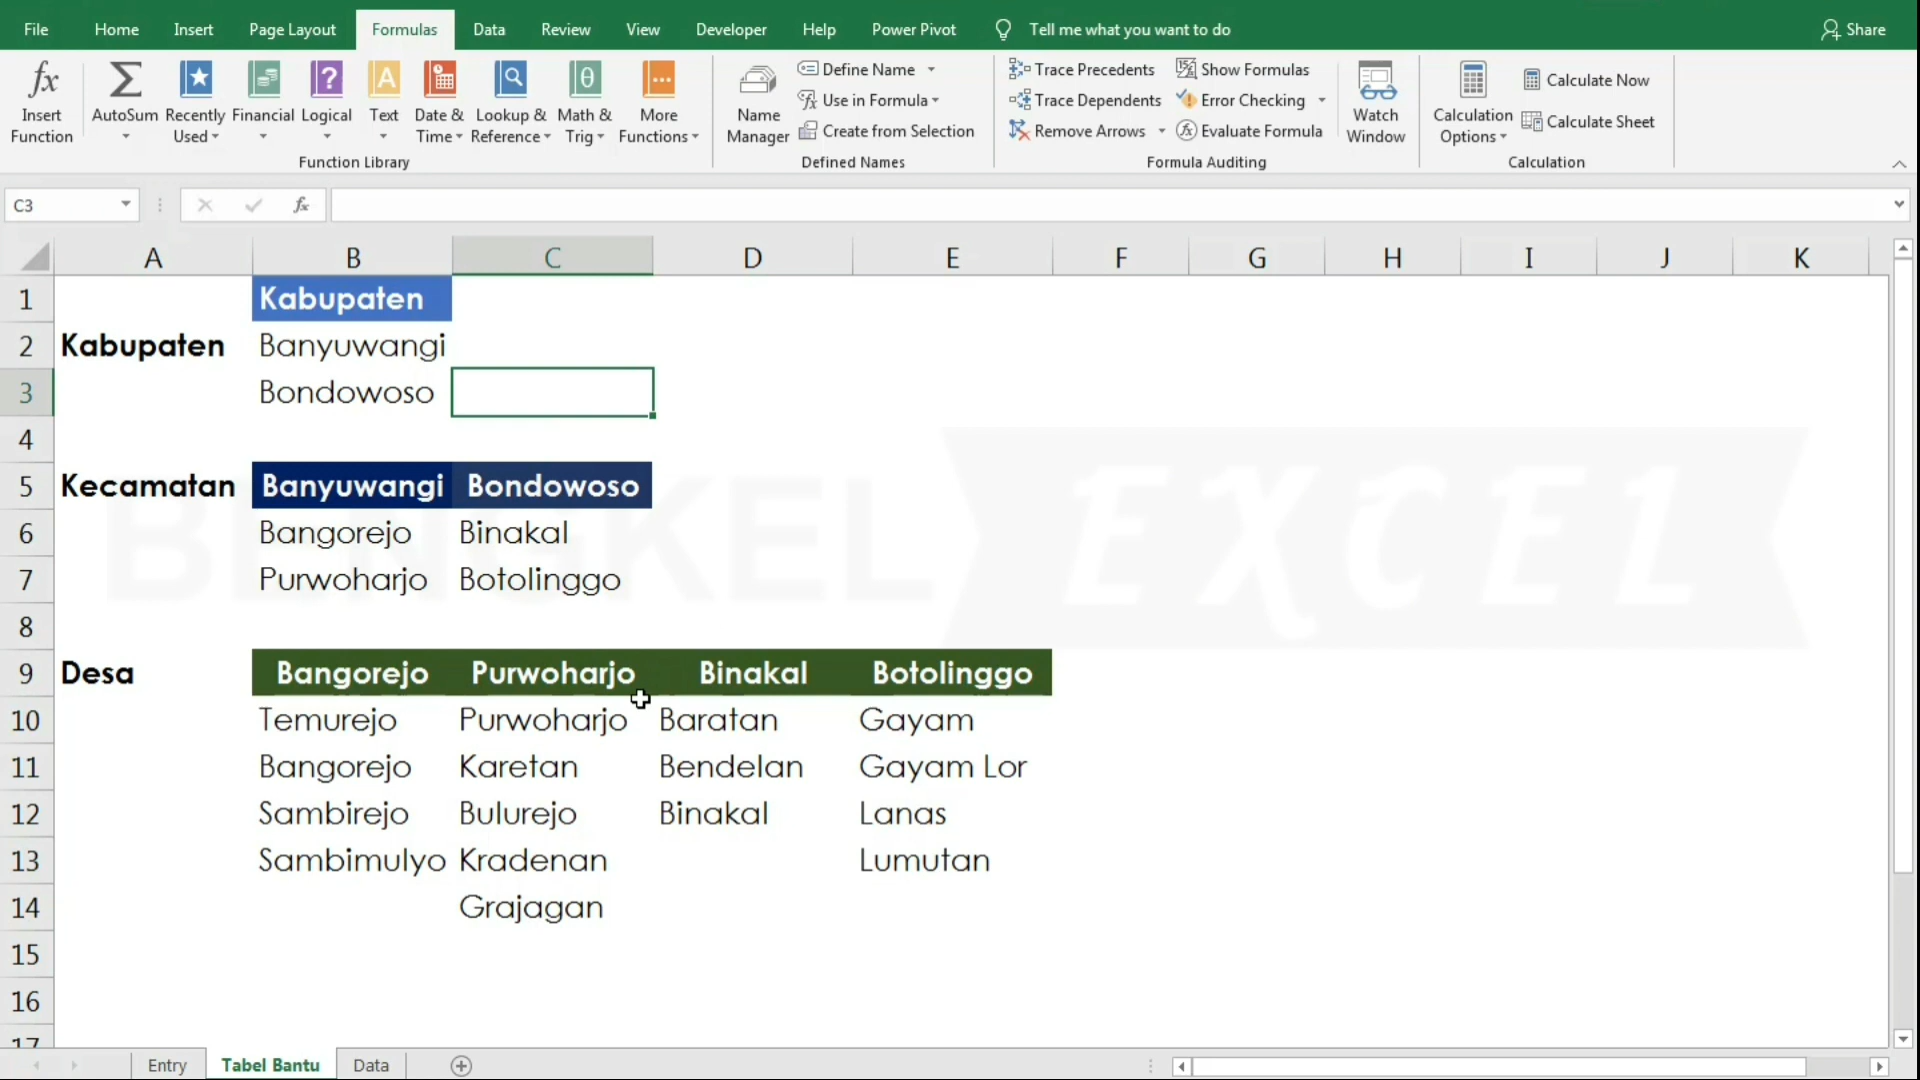 File Home Insert Page Layout Formulas Data Review View Developer Help Power Pivot Tell me what you want to do Share
Insert Function
AutoSum
Recently Used
Financial
Logical
Text
Date & Time
Lookup & Reference
Math & Trig
More Functions
Function Library
Name Manager
Define Name
Use in Formula
Create from Selection
Defined Names
Trace Precedents
Trace Dependents
Remove Arrows
Show Formulas
Error Checking
Evaluate Formula
Formula Auditing
Watch Window
Calculation Options
Calculate Now
Calculate Sheet
Calculation
C3 fx
A B C D E F G H I J K
1 Kabupaten
2 Kabupaten Banyuwangi
3 Bondowoso
4
5 Kecamatan Banyuwangi Bondowoso
6 Bangorejo Binakal
7 Purwoharjo Botolinggo
BENGKEL EXCEL
8
9 Desa Bangorejo Purwoharjo Binakal Botolinggo
10 Temurejo Purwoharjo Baratan Gayam
11 Bangorejo Karetan Bendelan Gayam Lor
12 Sambirejo Bulurejo Binakal Lanas
13 Sambimulyo Kradenan Lumutan
14 Grajagan
15
16
17
Entry Tabel Bantu Data